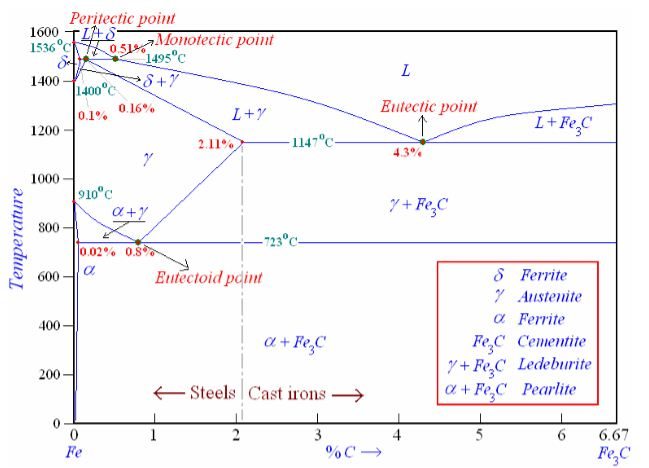 Peritectic point
1600
L+δ
1536°C
0.51%
Monotectic point
1495°C
δ
L
1400
δ+γ
1400°C
0.1%
0.16%
L+γ
Eutectic point
L+Fe3C
1200
2.11%
1147°C
4.3%
γ
1000
910°C
α+γ
γ+Fe3C
800
723°C
0.02%
0.8%
α
Eutectoid point
600
Temperature
δ Ferrite
γ Austenite
α Ferrite
Fe3C Cementite
γ+Fe3C Ledeburite
α+Fe3C Pearlite
400
α+Fe3C
200
← Steels
Cast irons →
0
0 1 2 3 4 5 6 6.67
Fe
%C →
Fe3C